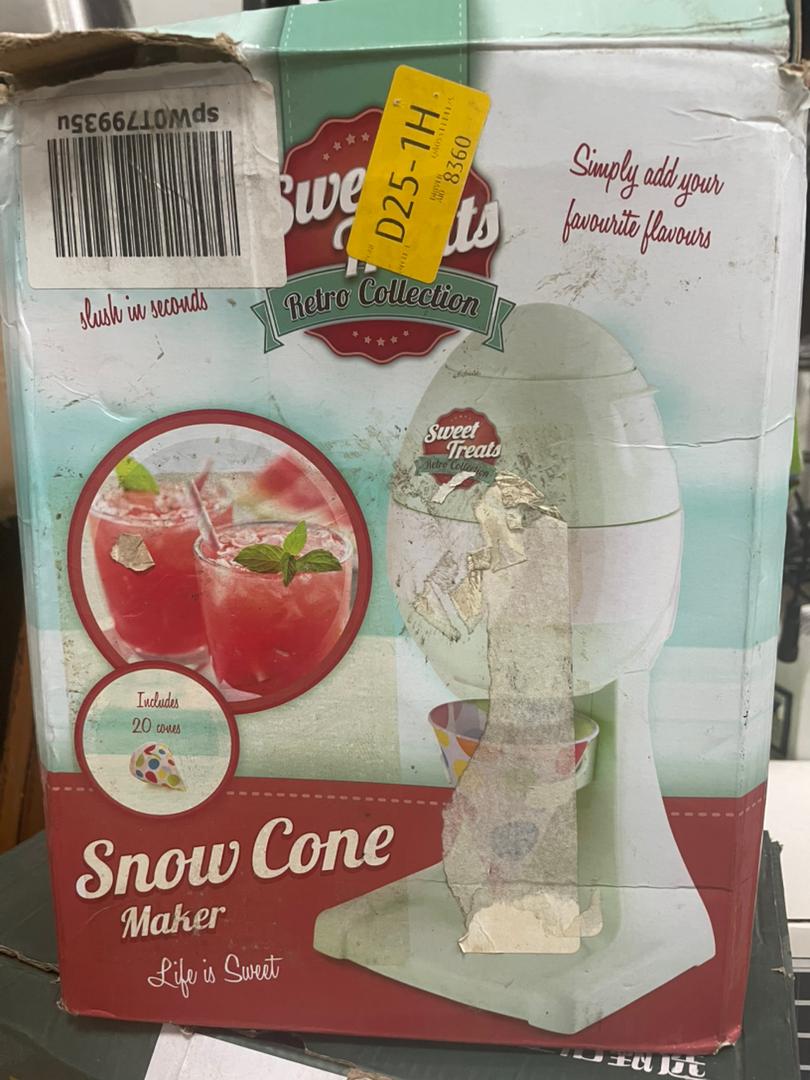 spW0T79935u
D25-1H
8360
Sweet
Treats
Retro Collection
Simply add your
favourite flavours
slush in seconds
Sweet
Treats
Retro Collection
Includes
20 cones
Snow Cone
Maker
Life is Sweet